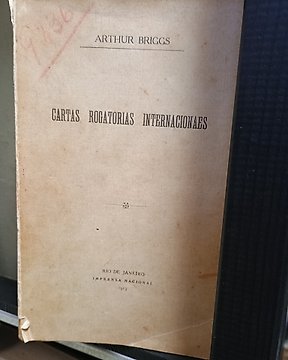 ARTHUR BRIGGS
CARTAS ROGATORIAS INTERNACIONAES
RIO DE JANEIRO
IMPRENSA NACIONAL